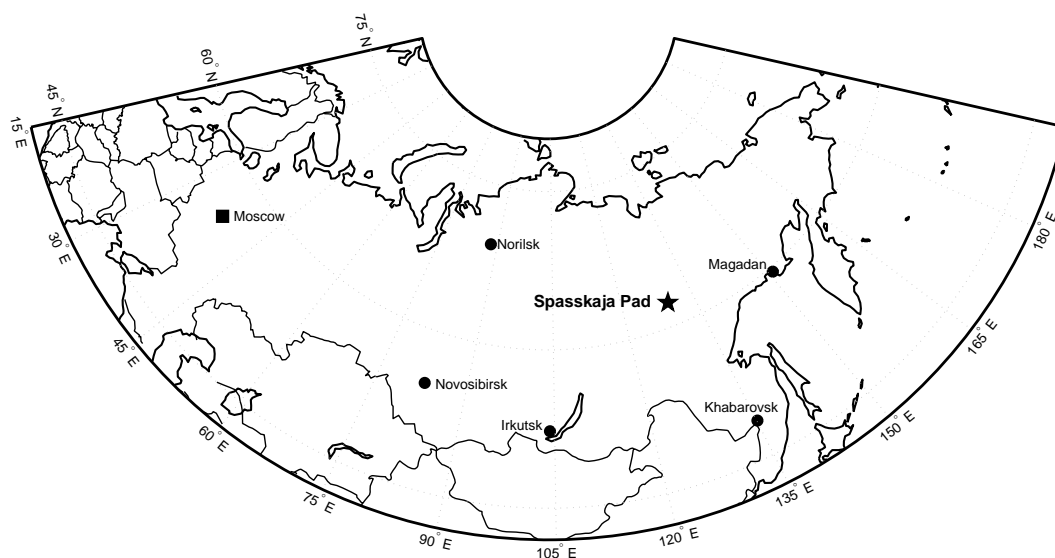 75° N
60° N
45° N
15° E
Moscow
Norilsk
30° E
180° E
Magadan
Spasskaja Pad
45° E
165° E
Novosibirsk
Khabarovsk
Irkutsk
150° E
60° E
75° E
135° E
90° E
120° E
105° E